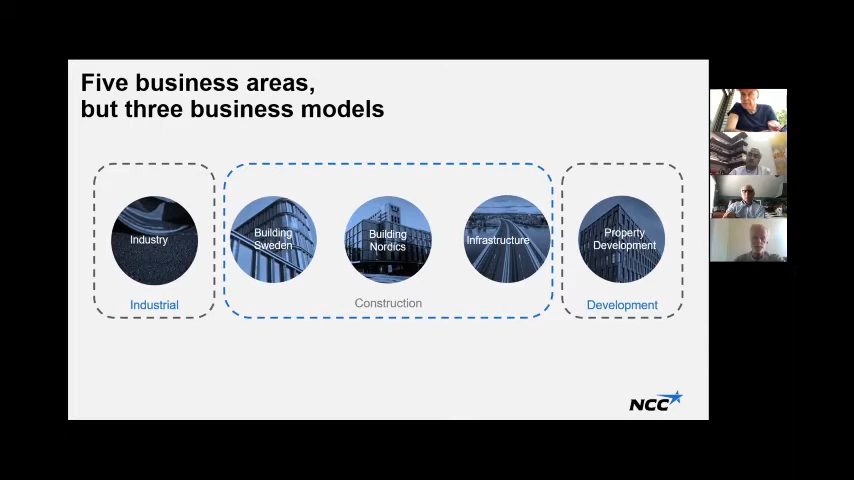 Five business areas,
but three business models
Industry
Building
Sweden
Building
Nordics
Infrastructure
Property
Development
Industrial
Construction
Development
NCC